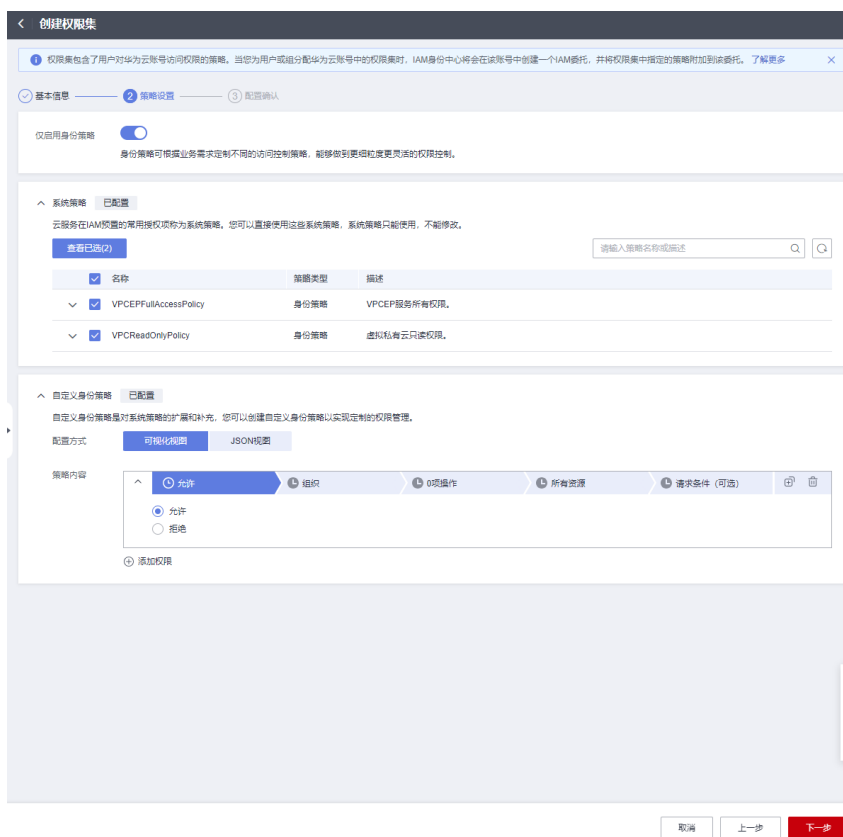 创建权限集
权限集包含了用户对华为云账号访问权限的策略。当您为用户或组分配华为云账号中的权限集时，IAM身份中心将会在该账号中创建一个IAM委托，并将权限集中指定的策略附加到该委托。 了解更多
基本信息 2 策略设置 3 配置确认
仅启用身份策略
身份策略可根据业务需求定制不同的访问控制策略，能够做到更细粒度更灵活的权限控制。
系统策略 已配置
云服务在IAM预置的常用授权项称为系统策略。您可以直接使用这些系统策略，系统策略只能使用，不能修改。
查看已选(2) 请输入策略名称或描述
名称 策略类型 描述
VPCEPFullAccessPolicy 身份策略 VPCEP服务所有权限。
VPCReadOnlyPolicy 身份策略 虚拟私有云只读权限。
自定义身份策略 已配置
自定义身份策略是对系统策略的扩展和补充，您可以创建自定义身份策略以实现定制的权限管理。
配置方式 可视化视图 JSON视图
策略内容 允许 组织 0项操作 所有资源 请求条件（可选）
允许
拒绝
添加权限
取消 上一步 下一步